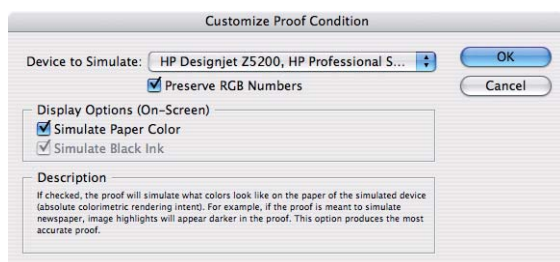 Customize Proof Condition
Device to Simulate: HP Designjet Z5200, HP Professional S... OK
Preserve RGB Numbers Cancel
Display Options (On-Screen)
Simulate Paper Color
Simulate Black Ink
Description
If checked, the proof will simulate what colors look like on the paper of the simulated device
(absolute colorimetric rendering intent). For example, if the proof is meant to simulate
newspaper, image highlights will appear darker in the proof. This option produces the most
accurate proof.